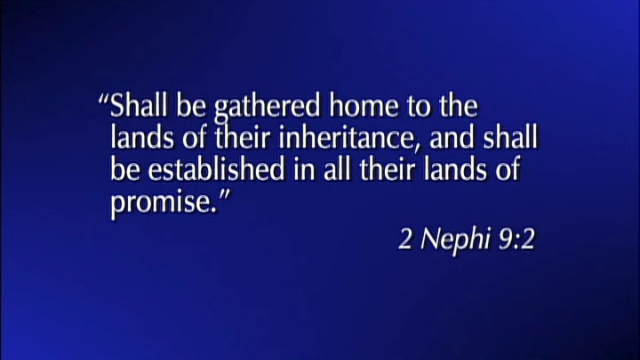 “Shall be gathered home to the
lands of their inheritance, and shall
be established in all their lands of
promise.”
2 Nephi 9:2